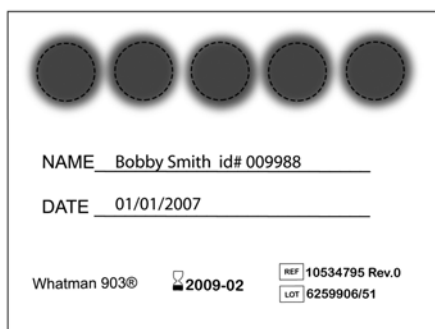 NAME Bobby Smith id# 009988
DATE 01/01/2007
Whatman 903® 2009-02 REF 10534795 Rev.0
LOT 6259906/51